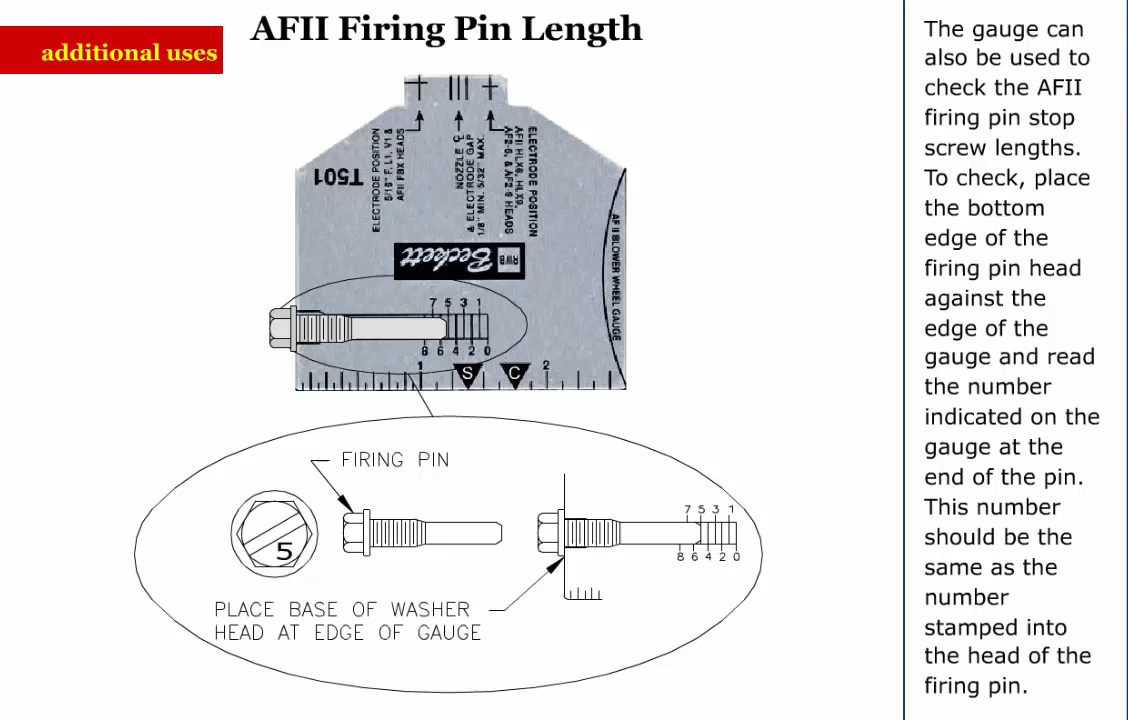 AFII Firing Pin Length
additional uses
T501
ELECTRODE POSITION
5/16" F, L1, V1 &
AFII FBX HEADS
NOZZLE ℄
& ELECTRODE GAP
1/8" MIN. 5/32" MAX.
ELECTRODE POSITION
AFII HLX6, HLX9,
AF2-6, & AF2-9 HEADS
Beckett
RWB
AF II BLOWER WHEEL GAUGE
7 5 3 1
8 6 4 2 0
1 S C 2
FIRING PIN
5
7 5 3 1
8 6 4 2 0
PLACE BASE OF WASHER
HEAD AT EDGE OF GAUGE
The gauge can
also be used to
check the AFII
firing pin stop
screw lengths.
To check, place
the bottom
edge of the
firing pin head
against the
edge of the
gauge and read
the number
indicated on the
gauge at the
end of the pin.
This number
should be the
same as the
number
stamped into
the head of the
firing pin.